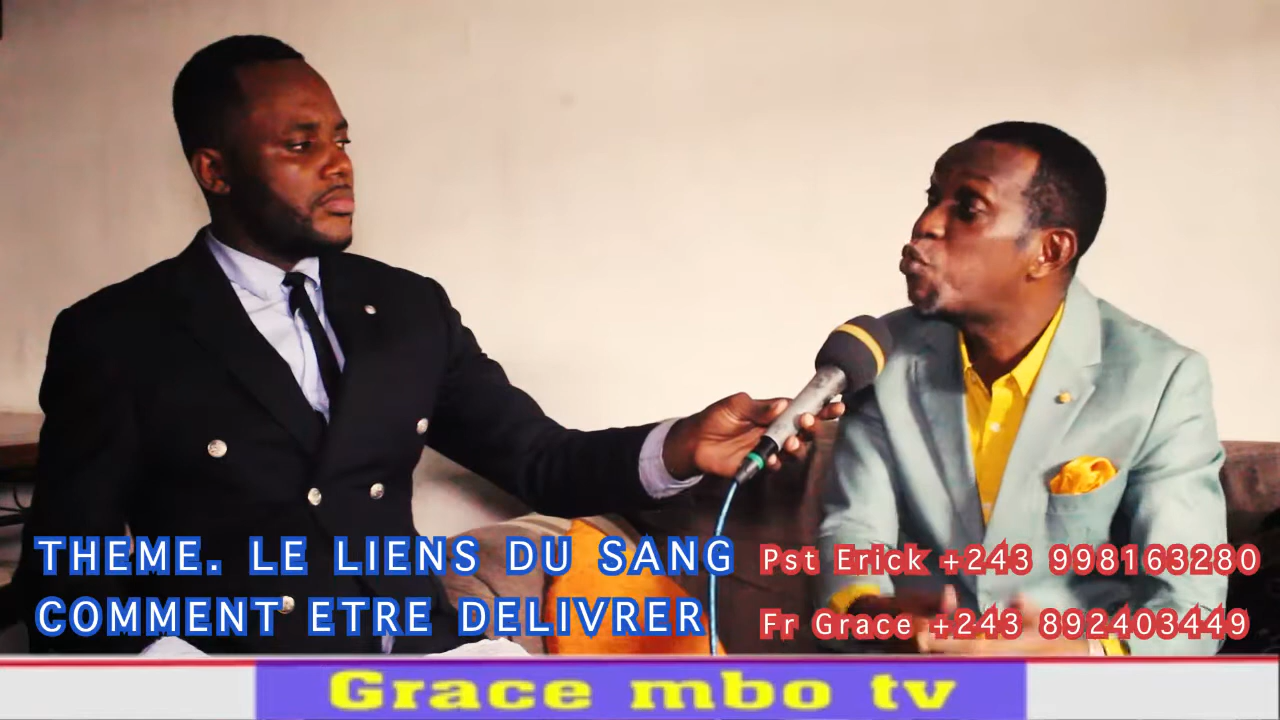 THEME. LE LIENS DU SANG
COMMENT ETRE DELIVRER
Pst Erick +243 998163280
Fr Grace +243 892403449
Grace mbo tv